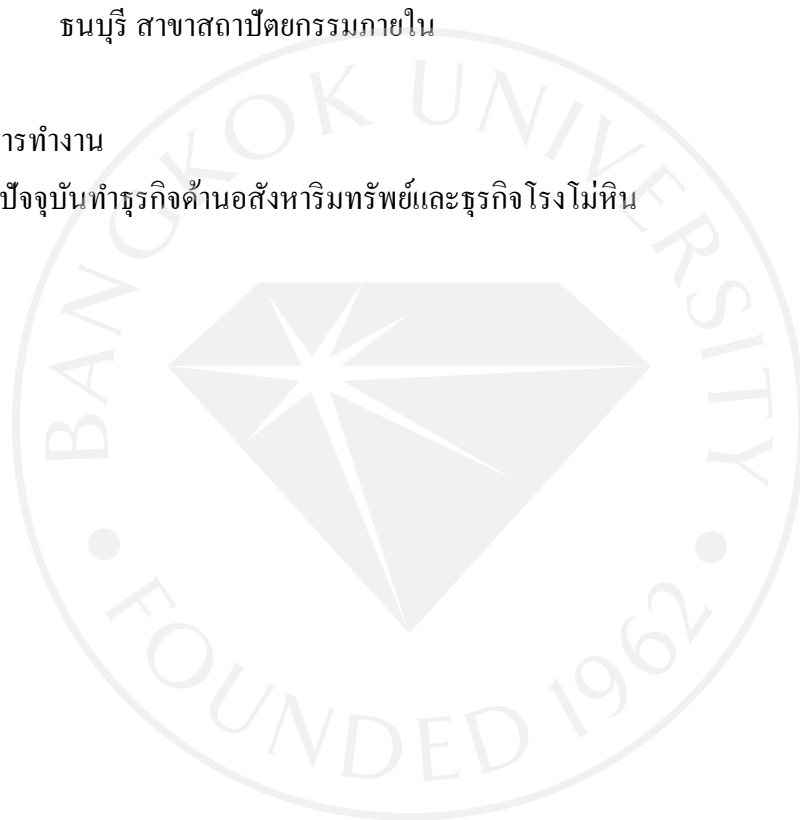 ธนบุรี สาขาสถาปัตยกรรมภายใน
ารทำงาน
ปัจจุบันทำธุรกิจด้านอสังหาริมทรัพย์และธุรกิจโรงโม่หิน
BANGKOK UNIVERSITY
FOUNDED 1962